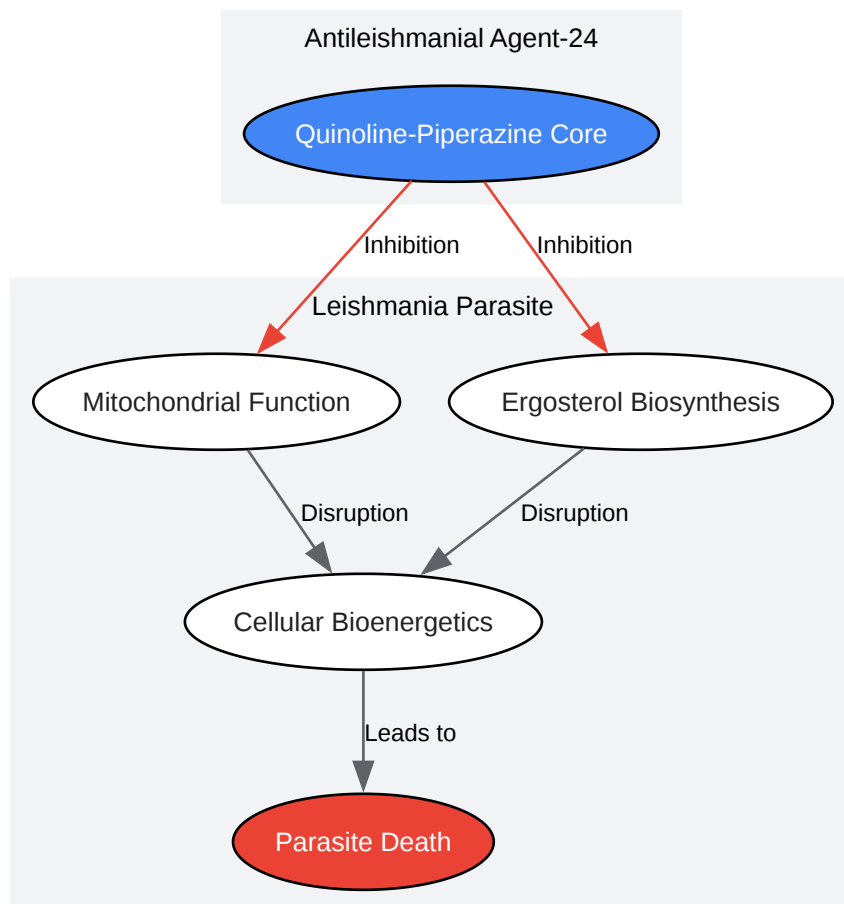 Antileishmanial Agent-24
Quinoline-Piperazine Core
Inhibition
Inhibition
Leishmania Parasite
Mitochondrial Function
Ergosterol Biosynthesis
Disruption
Disruption
Cellular Bioenergetics
Leads to
Parasite Death